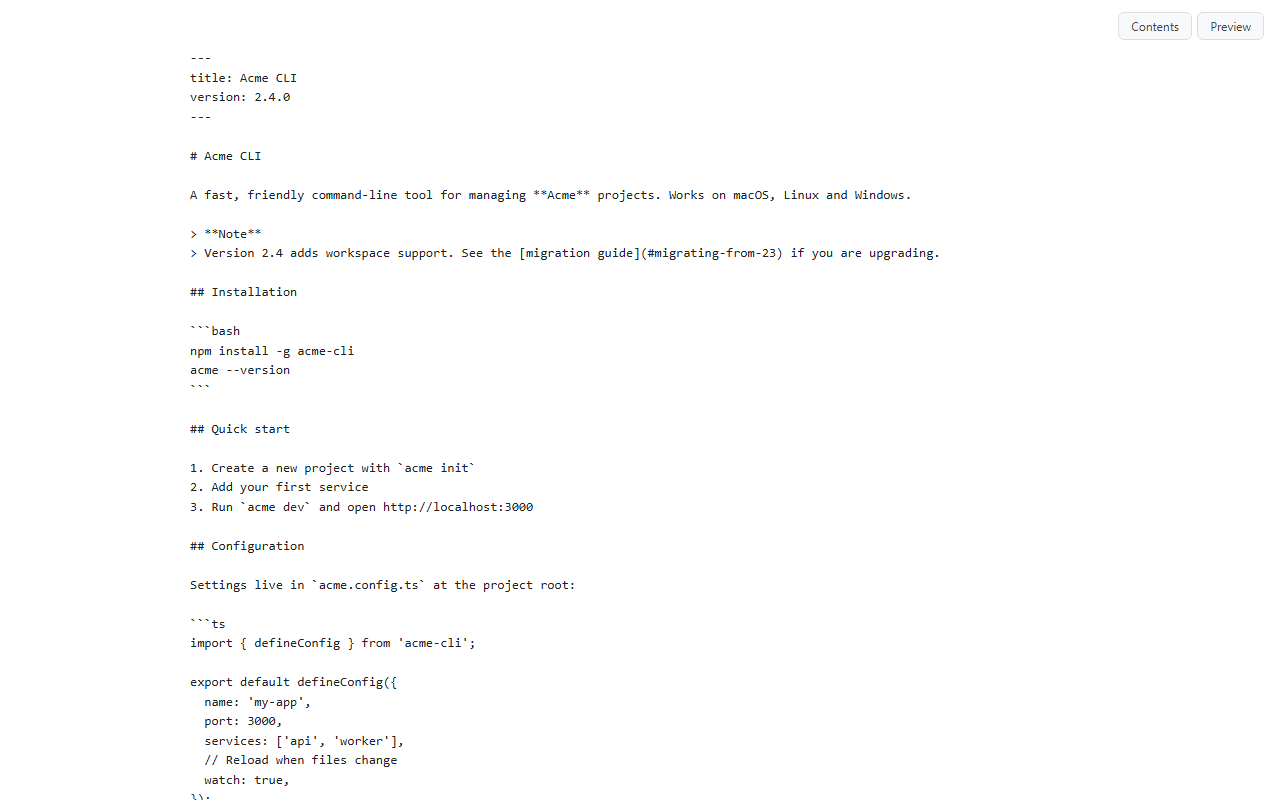 Contents Preview
---
title: Acme CLI
version: 2.4.0
---
# Acme CLI
A fast, friendly command-line tool for managing **Acme** projects. Works on macOS, Linux and Windows.
> **Note**
> Version 2.4 adds workspace support. See the [migration guide](#migrating-from-23) if you are upgrading.
## Installation
```bash
npm install -g acme-cli
acme --version
```
## Quick start
1. Create a new project with `acme init`
2. Add your first service
3. Run `acme dev` and open http://localhost:3000
## Configuration
Settings live in `acme.config.ts` at the project root:
```ts
import { defineConfig } from 'acme-cli';
export default defineConfig({
  name: 'my-app',
  port: 3000,
  services: ['api', 'worker'],
  // Reload when files change
  watch: true,
});